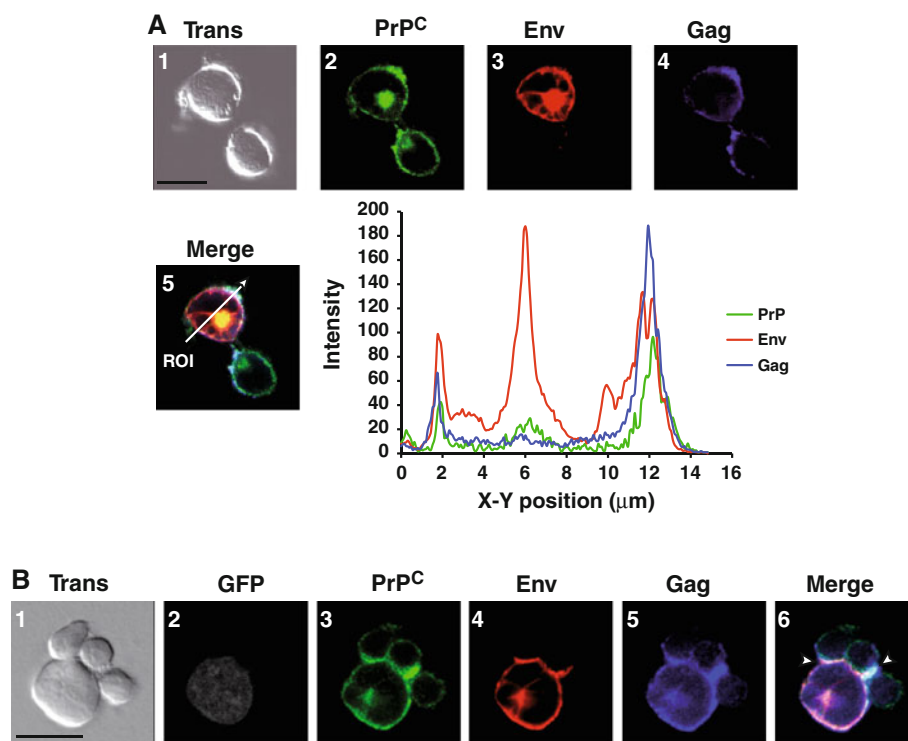 A Trans PrPC Env Gag
1 2 3 4
Merge
5
ROI
Intensity
200
180
160
140
120
100
80
60
40
20
0
0 2 4 6 8 10 12 14 16
X-Y position (μm)
PrP
Env
Gag
B Trans GFP PrPC Env Gag Merge
1 2 3 4 5 6